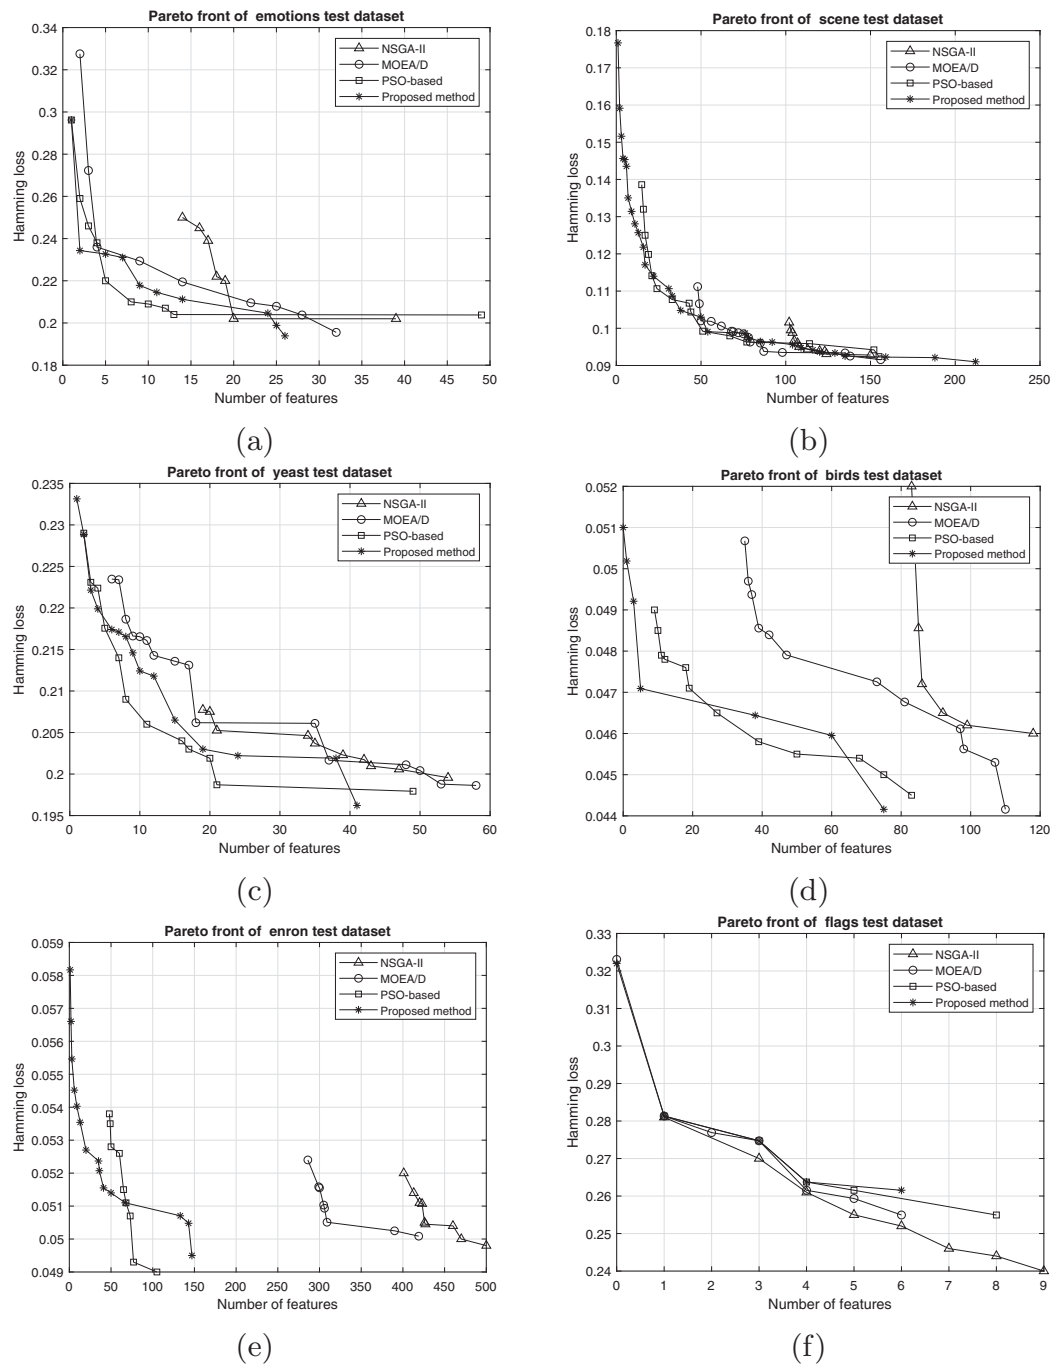 Pareto front of emotions test dataset
0.34
0.32
0.3
0.28
0.26
0.24
0.22
0.2
0.18
Hamming loss
NSGA-II
MOEA/D
PSO-based
Proposed method
0 5 10 15 20 25 30 35 40 45 50
Number of features
(a)
Pareto front of scene test dataset
0.18
0.17
0.16
0.15
0.14
0.13
0.12
0.11
0.1
0.09
Hamming loss
NSGA-II
MOEA/D
PSO-based
Proposed method
0 50 100 150 200 250
Number of features
(b)
Pareto front of yeast test dataset
0.235
0.23
0.225
0.22
0.215
0.21
0.205
0.2
0.195
Hamming loss
NSGA-II
MOEA/D
PSO-based
Proposed method
0 10 20 30 40 50 60
Number of features
(c)
Pareto front of birds test dataset
0.052
0.051
0.05
0.049
0.048
0.047
0.046
0.045
0.044
Hamming loss
NSGA-II
MOEA/D
PSO-based
Proposed method
0 20 40 60 80 100 120
Number of features
(d)
Pareto front of enron test dataset
0.059
0.058
0.057
0.056
0.055
0.054
0.053
0.052
0.051
0.05
0.049
Hamming loss
NSGA-II
MOEA/D
PSO-based
Proposed method
0 50 100 150 200 250 300 350 400 450 500
Number of features
(e)
Pareto front of flags test dataset
0.33
0.32
0.31
0.3
0.29
0.28
0.27
0.26
0.25
0.24
Hamming loss
NSGA-II
MOEA/D
PSO-based
Proposed method
0 1 2 3 4 5 6 7 8 9
Number of features
(f)